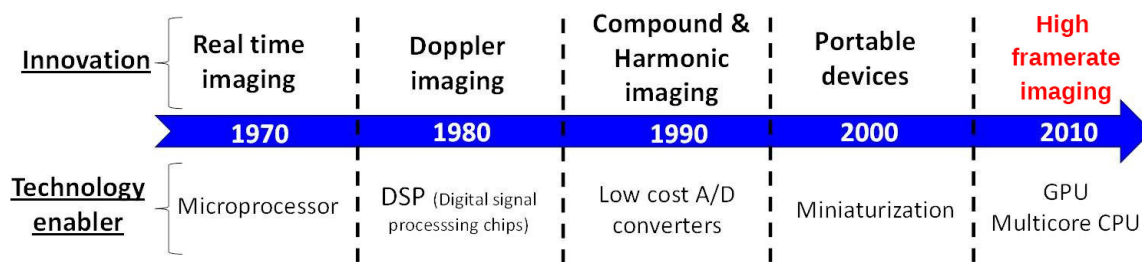 Innovation
Real time
imaging
Doppler
imaging
Compound &
Harmonic
imaging
Portable
devices
High
framerate
imaging
1970
1980
1990
2000
2010
Technology
enabler
Microprocessor
DSP (Digital signal
processsing chips)
Low cost A/D
converters
Miniaturization
GPU
Multicore CPU